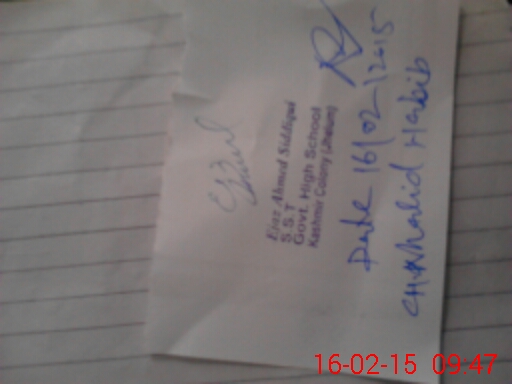 Ejaz Ahmed Siddiqui
S.S.T
Govt. High School
Kashmir Colony (Jhelum)
Date 16/02/2015
CH Khalid Habib
16-02-15 09:47